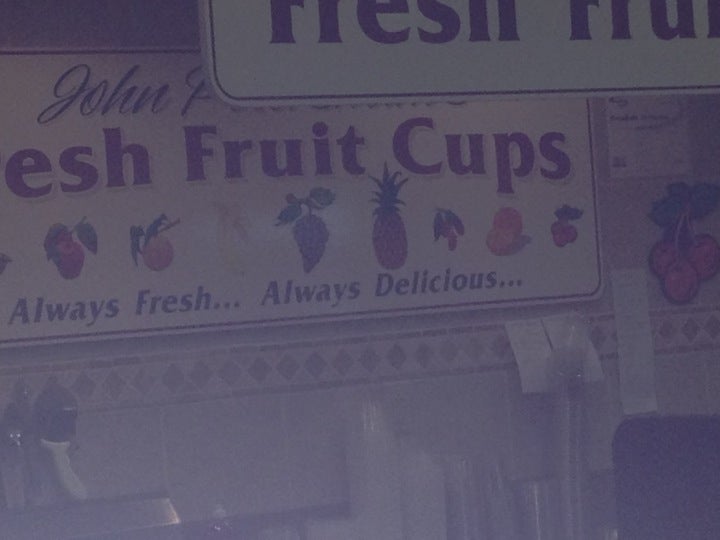 Fresh Fru
John
esh Fruit Cups
Always Fresh... Always Delicious...